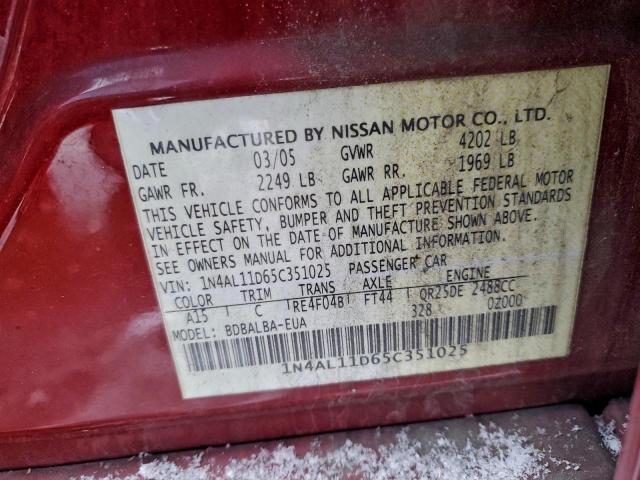 MANUFACTURED BY NISSAN MOTOR CO., LTD.
DATE 03/05 GVWR 4202 LB
GAWR FR. 2249 LB GAWR RR. 1969 LB
THIS VEHICLE CONFORMS TO ALL APPLICABLE FEDERAL MOTOR
VEHICLE SAFETY, BUMPER AND THEFT PREVENTION STANDARDS
IN EFFECT ON THE DATE OF MANUFACTURE SHOWN ABOVE.
SEE OWNERS MANUAL FOR ADDITIONAL INFORMATION.
VIN: 1N4AL11D65C351025 PASSENGER CAR
COLOR TRIM TRANS AXLE ENGINE
A15 C RE4F04B FT44 QR25DE 2488CC
MODEL: BDBALBA-EUA 328 0Z000
1N4AL11D65C351025